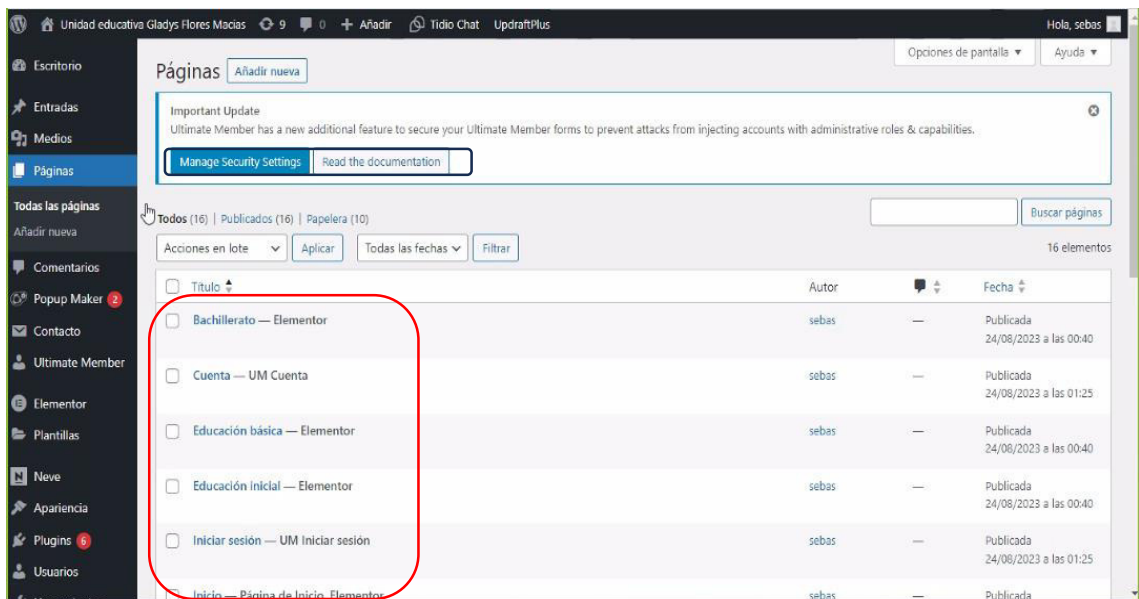 Unidad educativa Gladys Flores Macias 9 0 + Añadir Tidio Chat UpdraftPlus Hola, sebas
Opciones de pantalla Ayuda
Escritorio
Entradas
Medios
Páginas
Todas las páginas
Añadir nueva
Comentarios
Popup Maker 2
Contacto
Ultimate Member
Elementor
Plantillas
Neve
Apariencia
Plugins 6
Usuarios
Páginas Añadir nueva
Important Update
Ultimate Member has a new additional feature to secure your Ultimate Member forms to prevent attacks from injecting accounts with administrative roles & capabilities.
Manage Security Settings Read the documentation
Todos (16) | Publicados (16) | Papelera (10)
Buscar páginas
Acciones en lote Aplicar Todas las fechas Filtrar 16 elementos
Título Autor Fecha
Bachillerato — Elementor sebas — Publicada
24/08/2023 a las 00:40
Cuenta — UM Cuenta sebas — Publicada
24/08/2023 a las 01:25
Educación básica — Elementor sebas — Publicada
24/08/2023 a las 00:40
Educación inicial — Elementor sebas — Publicada
24/08/2023 a las 00:40
Iniciar sesión — UM Iniciar sesión sebas — Publicada
24/08/2023 a las 01:25
Inicio — Página de Inicio, Elementor sebas — Publicada